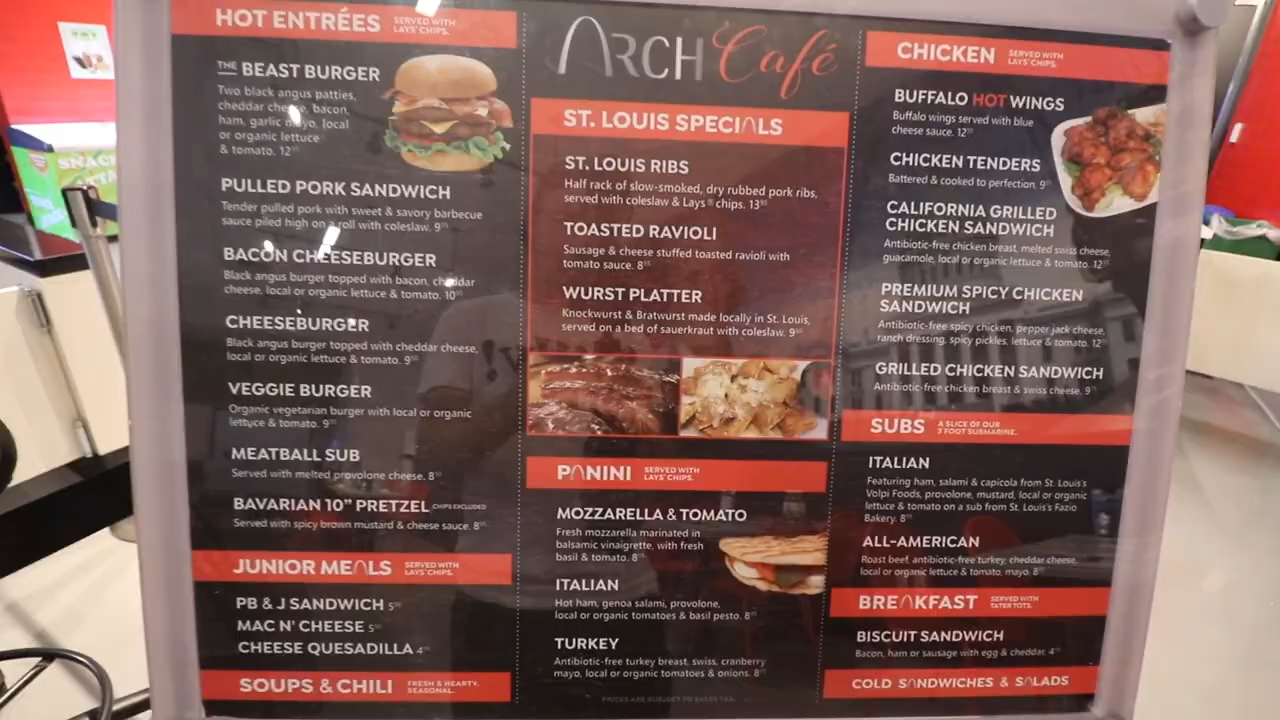 HOT ENTRÉES SERVED WITH LAYS' CHIPS.
THE BEAST BURGER
Two black angus patties,
cheddar cheese, bacon,
ham, garlic mayo, local
or organic lettuce
& tomato. 12⁹⁵
PULLED PORK SANDWICH
Tender pulled pork with sweet & savory barbecue
sauce piled high on a roll with coleslaw. 9⁹⁵
BACON CHEESEBURGER
Black angus burger topped with bacon, cheddar
cheese, local or organic lettuce & tomato. 10⁹⁵
CHEESEBURGER
Black angus burger topped with cheddar cheese,
local or organic lettuce & tomato. 9⁵⁰
VEGGIE BURGER
Organic vegetarian burger with local or organic
lettyce & tomato. 9
MEATBALL SUB
Served with melted provolone cheese. 8
BAVARIAN 10" PRETZEL CHIPS EXCLUDED
Served with spicy brown mustard & cheese sauce. 8
JUNIOR MEALS SERVED WITH LAYS' CHIPS.
PB & J SANDWICH 5
MAC N' CHEESE 5
CHEESE QUESADILLA 4
SOUPS & CHILI FRESH & HEARTY, SEASONAL.
ARCH Café
ST. LOUIS SPECIALS
ST. LOUIS RIBS
Half rack of slow-smoked, dry rubbed pork ribs,
served with coleslaw & Lays® chips. 13⁹⁵
TOASTED RAVIOLI
Sausage & cheese stuffed toasted ravioli with
tomato sauce. 8⁹⁵
WURST PLATTER
Knockwurst & Bratwurst made locally in St. Louis,
served on a bed of sauerkraut with coleslaw. 9
PANINI SERVED WITH LAYS' CHIPS.
MOZZARELLA & TOMATO
Fresh mozzarella marinated in
balsamic vinaigrette, with fresh
basil & tomato. 8
ITALIAN
Hot ham, genoa salami, provolone,
local or organic tomatoes & basil pesto. 8
TURKEY
Antibiotic-free turkey breast, swiss, cranberry
mayo, local or organic tomatoes & onions. 8
PRICES ARE SUBJECT TO SALES TAX.
CHICKEN SERVED WITH LAYS' CHIPS.
BUFFALO HOT WINGS
Buffalo wings served with blue
cheese sauce. 12
CHICKEN TENDERS
Battered & cooked to perfection. 9
CALIFORNIA GRILLED
CHICKEN SANDWICH
Antibiotic-free chicken breast, melted swiss cheese,
guacamole, local or organic lettuce & tomato. 12
PREMIUM SPICY CHICKEN
SANDWICH
Antibiotic-free spicy chicken, pepper jack cheese,
ranch dressing, spicy pickles, lettuce & tomato. 12
GRILLED CHICKEN SANDWICH
Antibiotic-free chicken breast & swiss cheese. 9
SUBS A SLICE OF OUR 3 FOOT SUBMARINE.
ITALIAN
Featuring ham, salami & capicola from St. Louis's
Volpi Foods, provolone, mustard, local or organic
lettuce & tomato on a sub from St. Louis's Fazio
Bakery. 8
ALL-AMERICAN
Roast beef, antibiotic-free turkey, cheddar cheese,
local or organic lettuce & tomato, mayo. 8
BREAKFAST SERVED WITH TATER TOTS.
BISCUIT SANDWICH
Bacon, ham or sausage with egg & cheddar. 4
COLD SANDWICHES & SALADS